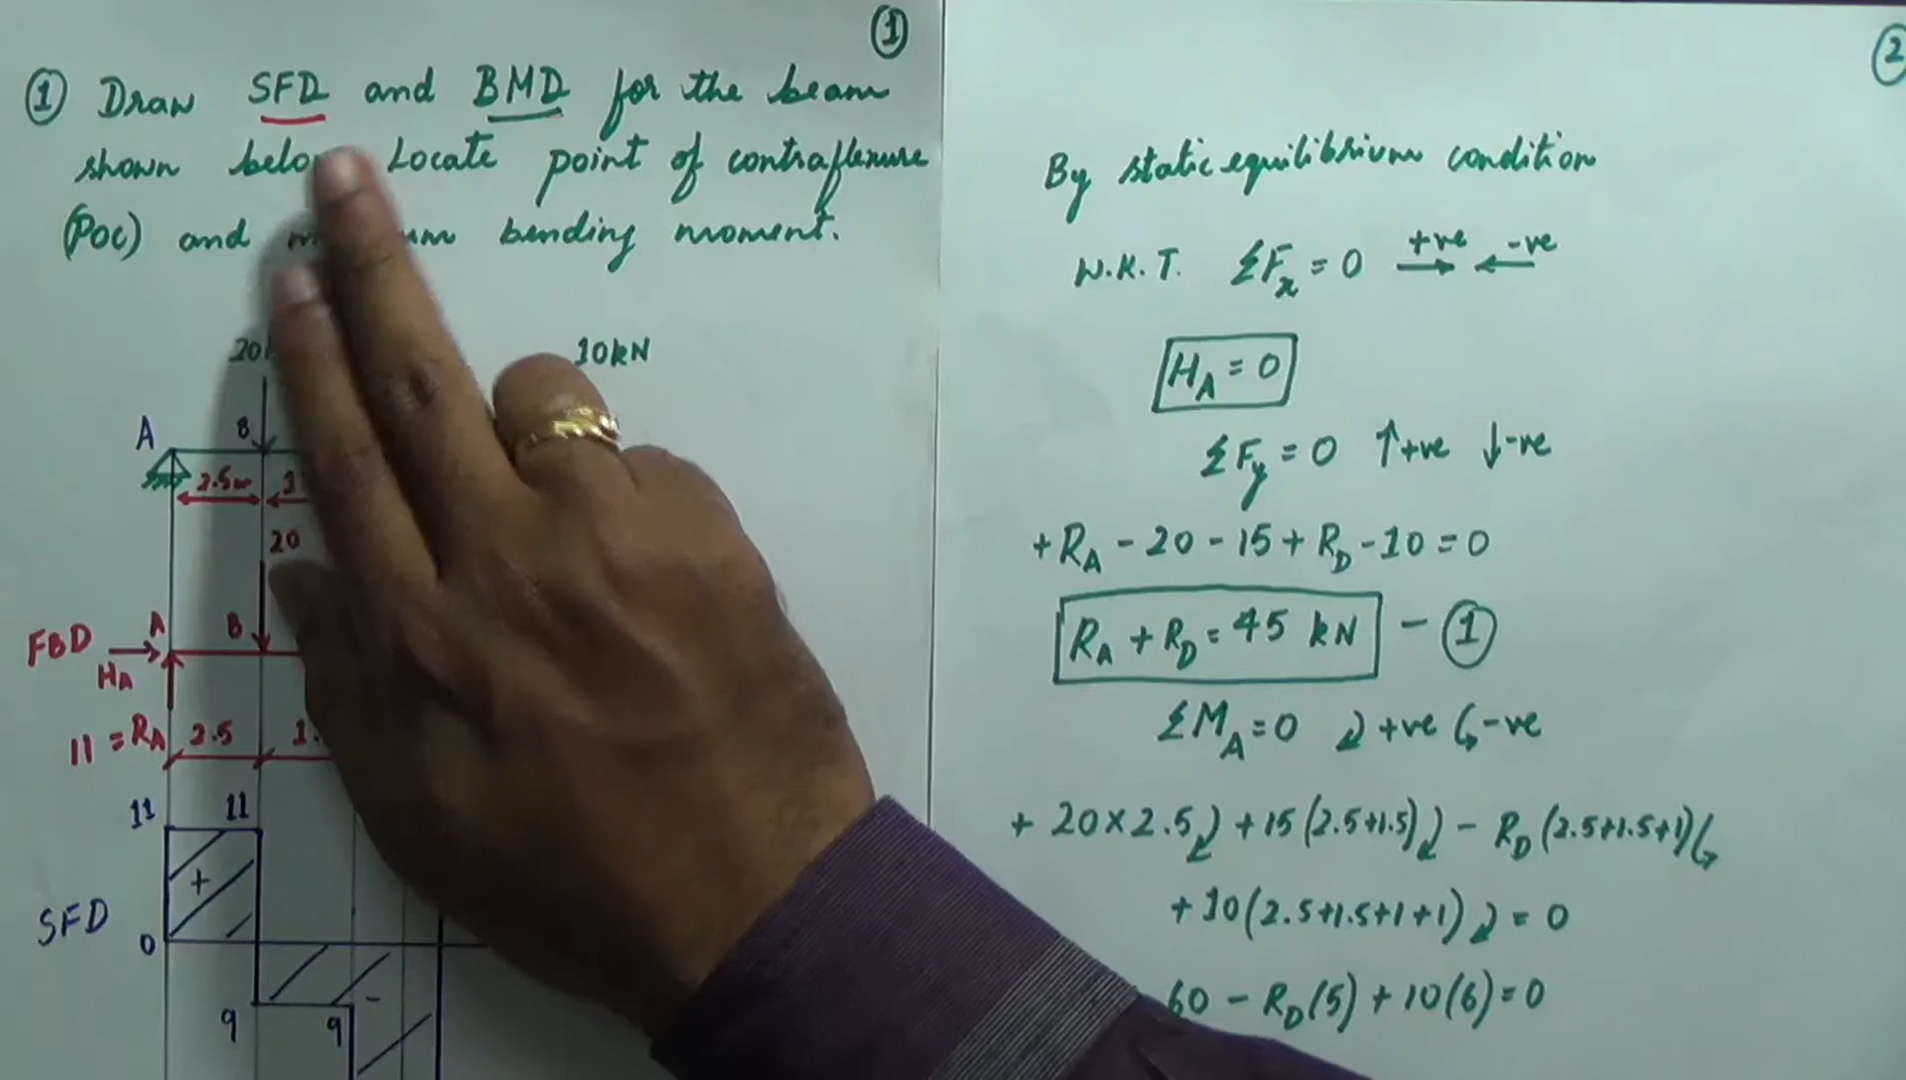 ①
① Draw SFD and BMD for the beam
shown Locate point of contraflexure
(POC) and bending moment.
10kN
A B
2.5m
20
FBD A B
HA
11 = RA 2.5
11 11
+
SFD
0
-
9 9
②
By static equilibrium condition
W.K.T. ΣFx = 0 +ve -ve
HA = 0
ΣFy = 0 ↑+ve ↓-ve
+RA - 20 - 15 + RD - 10 = 0
RA + RD = 45 kN - ①
ΣMA = 0 +ve -ve
+ 20×2.5 + 15(2.5+1.5) - RD(2.5+1.5+1)
+10(2.5+1.5+1+1) = 0
60 - RD(5) + 10(6) = 0